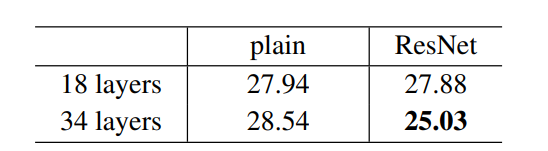 plain ResNet
18 layers 27.94 27.88
34 layers 28.54 25.03